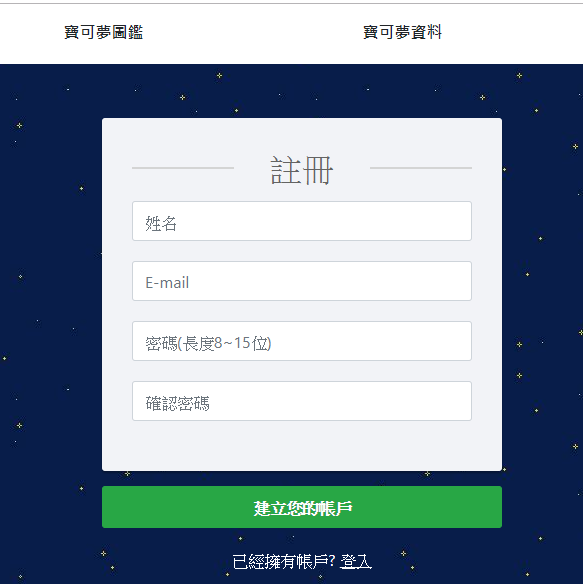 寶可夢圖鑑 寶可夢資料
註冊
姓名
E-mail
密碼(長度8~15位)
確認密碼
建立您的帳戶
已經擁有帳戶? 登入